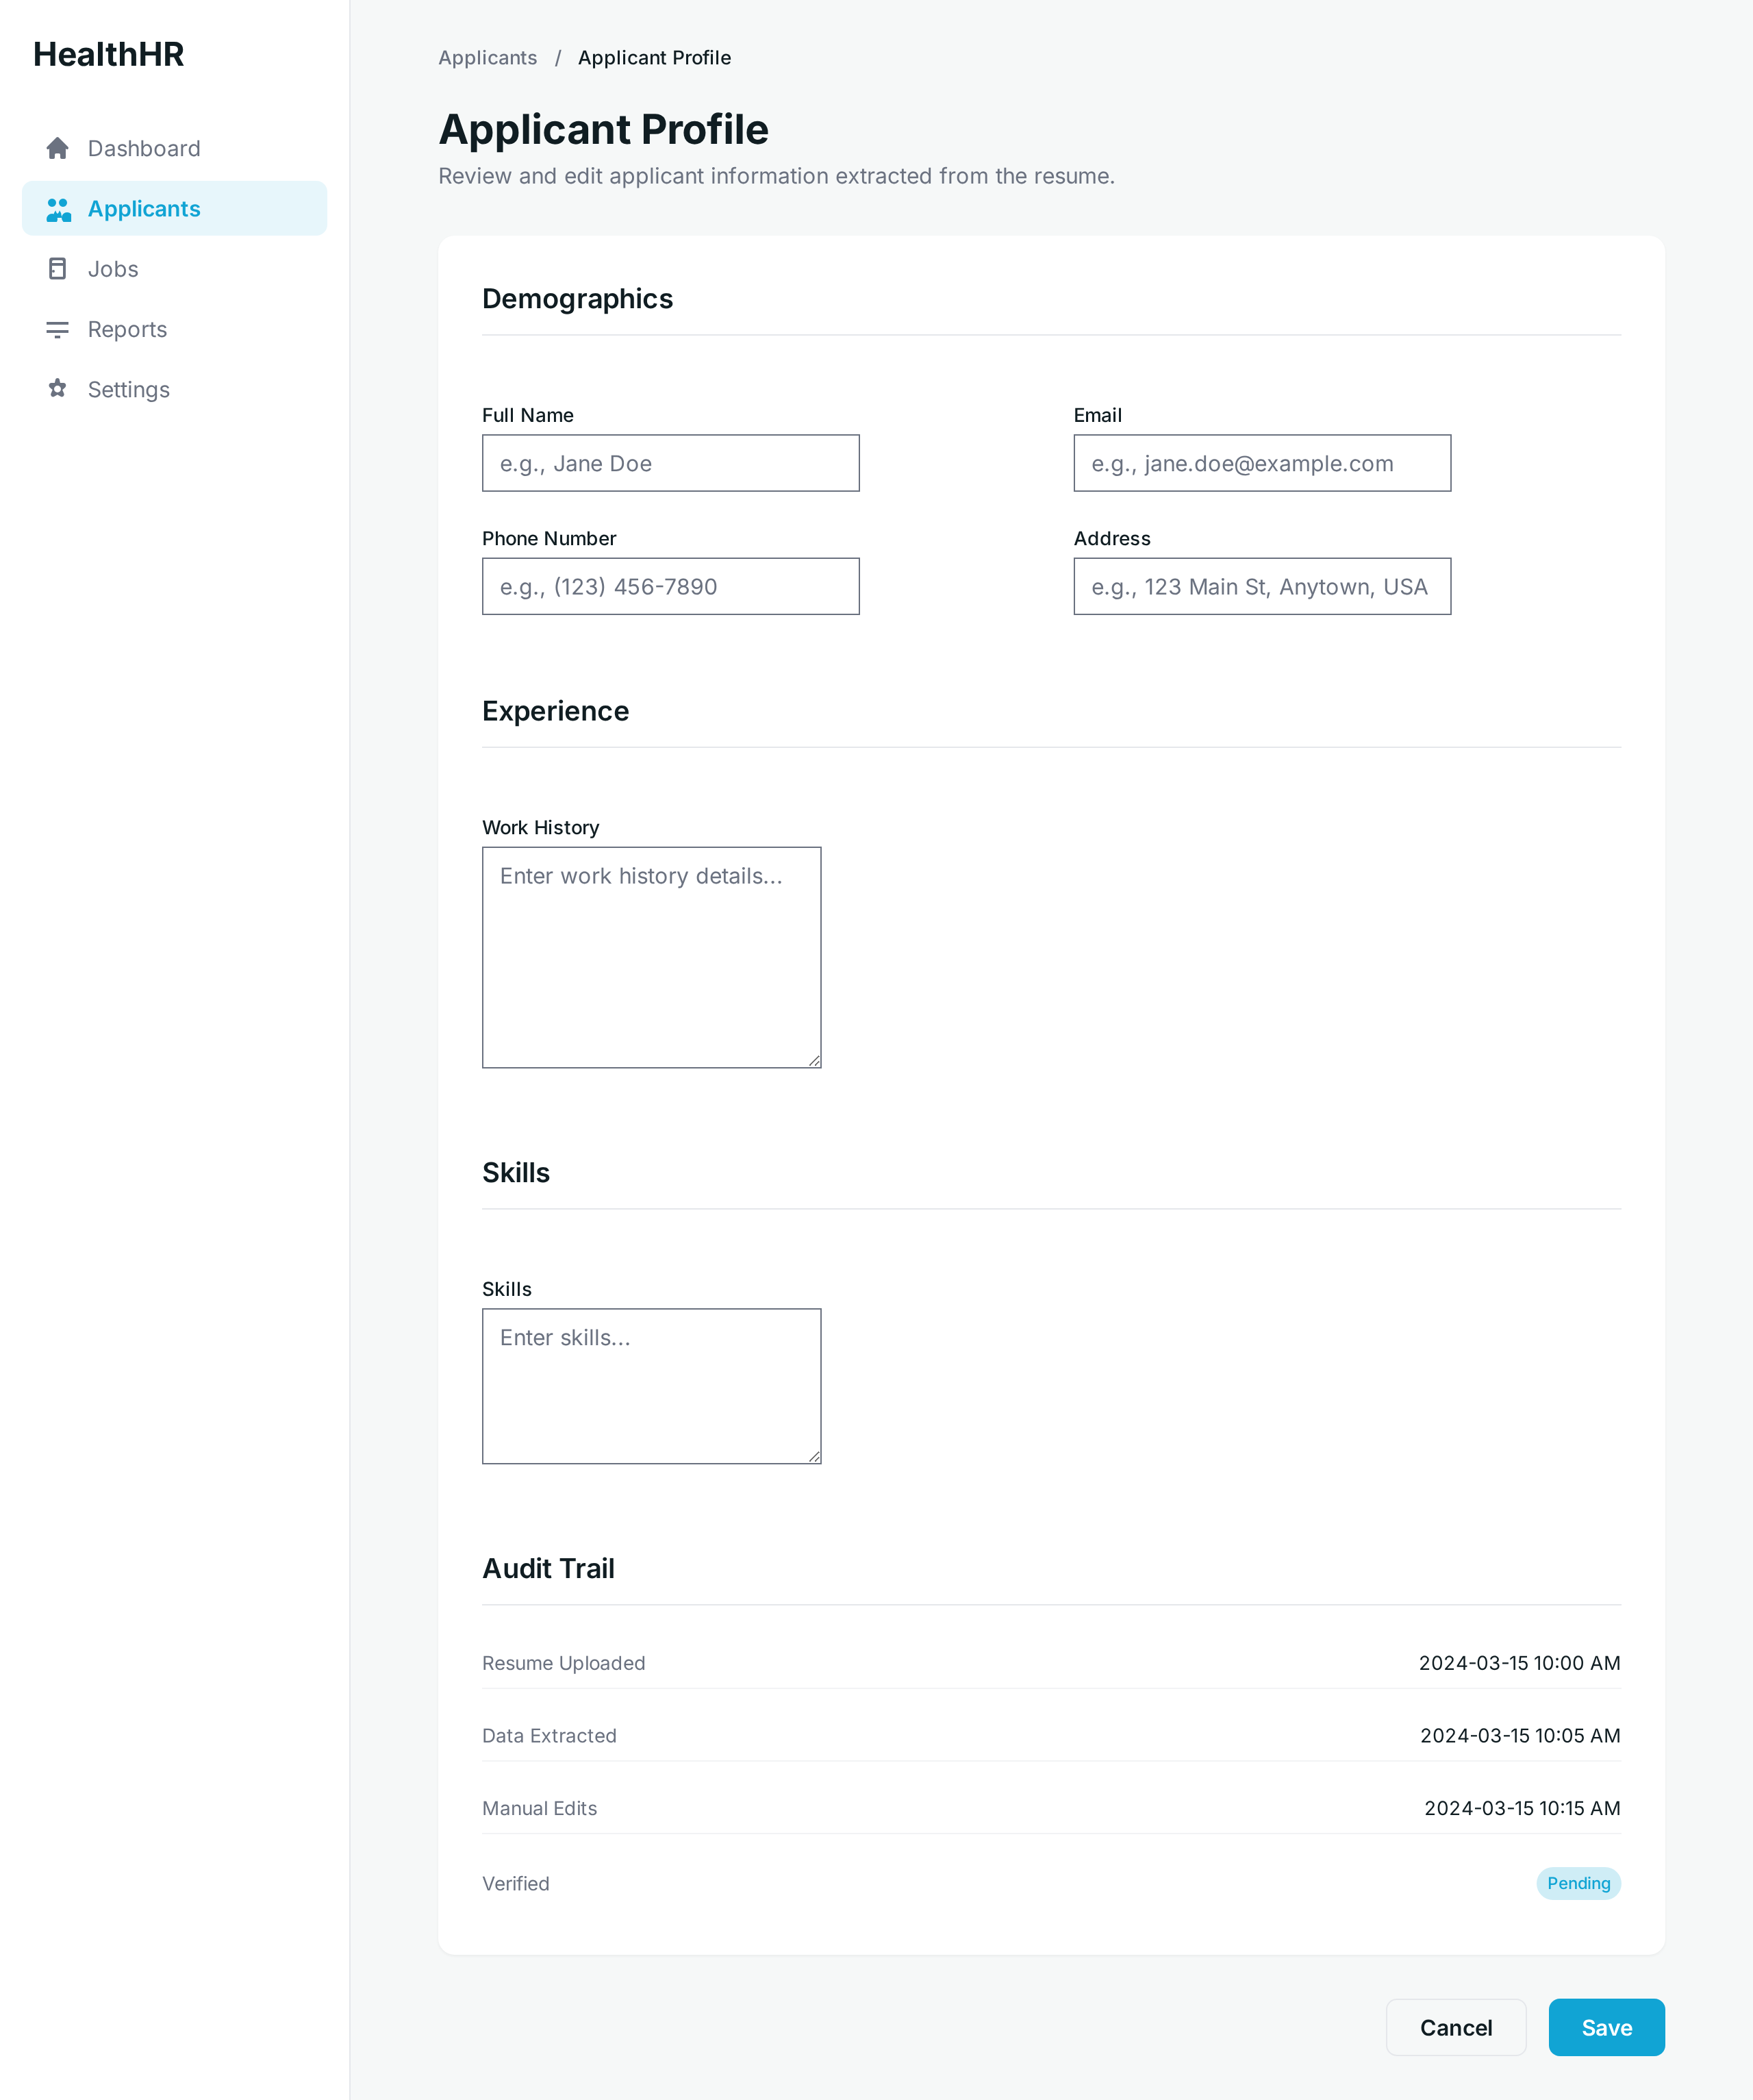 HealthHR
Dashboard
Applicants
Jobs
Reports
Settings
Applicants / Applicant Profile
Applicant Profile
Review and edit applicant information extracted from the resume.
Demographics
Full Name
e.g., Jane Doe
Email
e.g., jane.doe@example.com
Phone Number
e.g., (123) 456-7890
Address
e.g., 123 Main St, Anytown, USA
Experience
Work History
Enter work history details...
Skills
Skills
Enter skills...
Audit Trail
Resume Uploaded 2024-03-15 10:00 AM
Data Extracted 2024-03-15 10:05 AM
Manual Edits 2024-03-15 10:15 AM
Verified Pending
Cancel Save